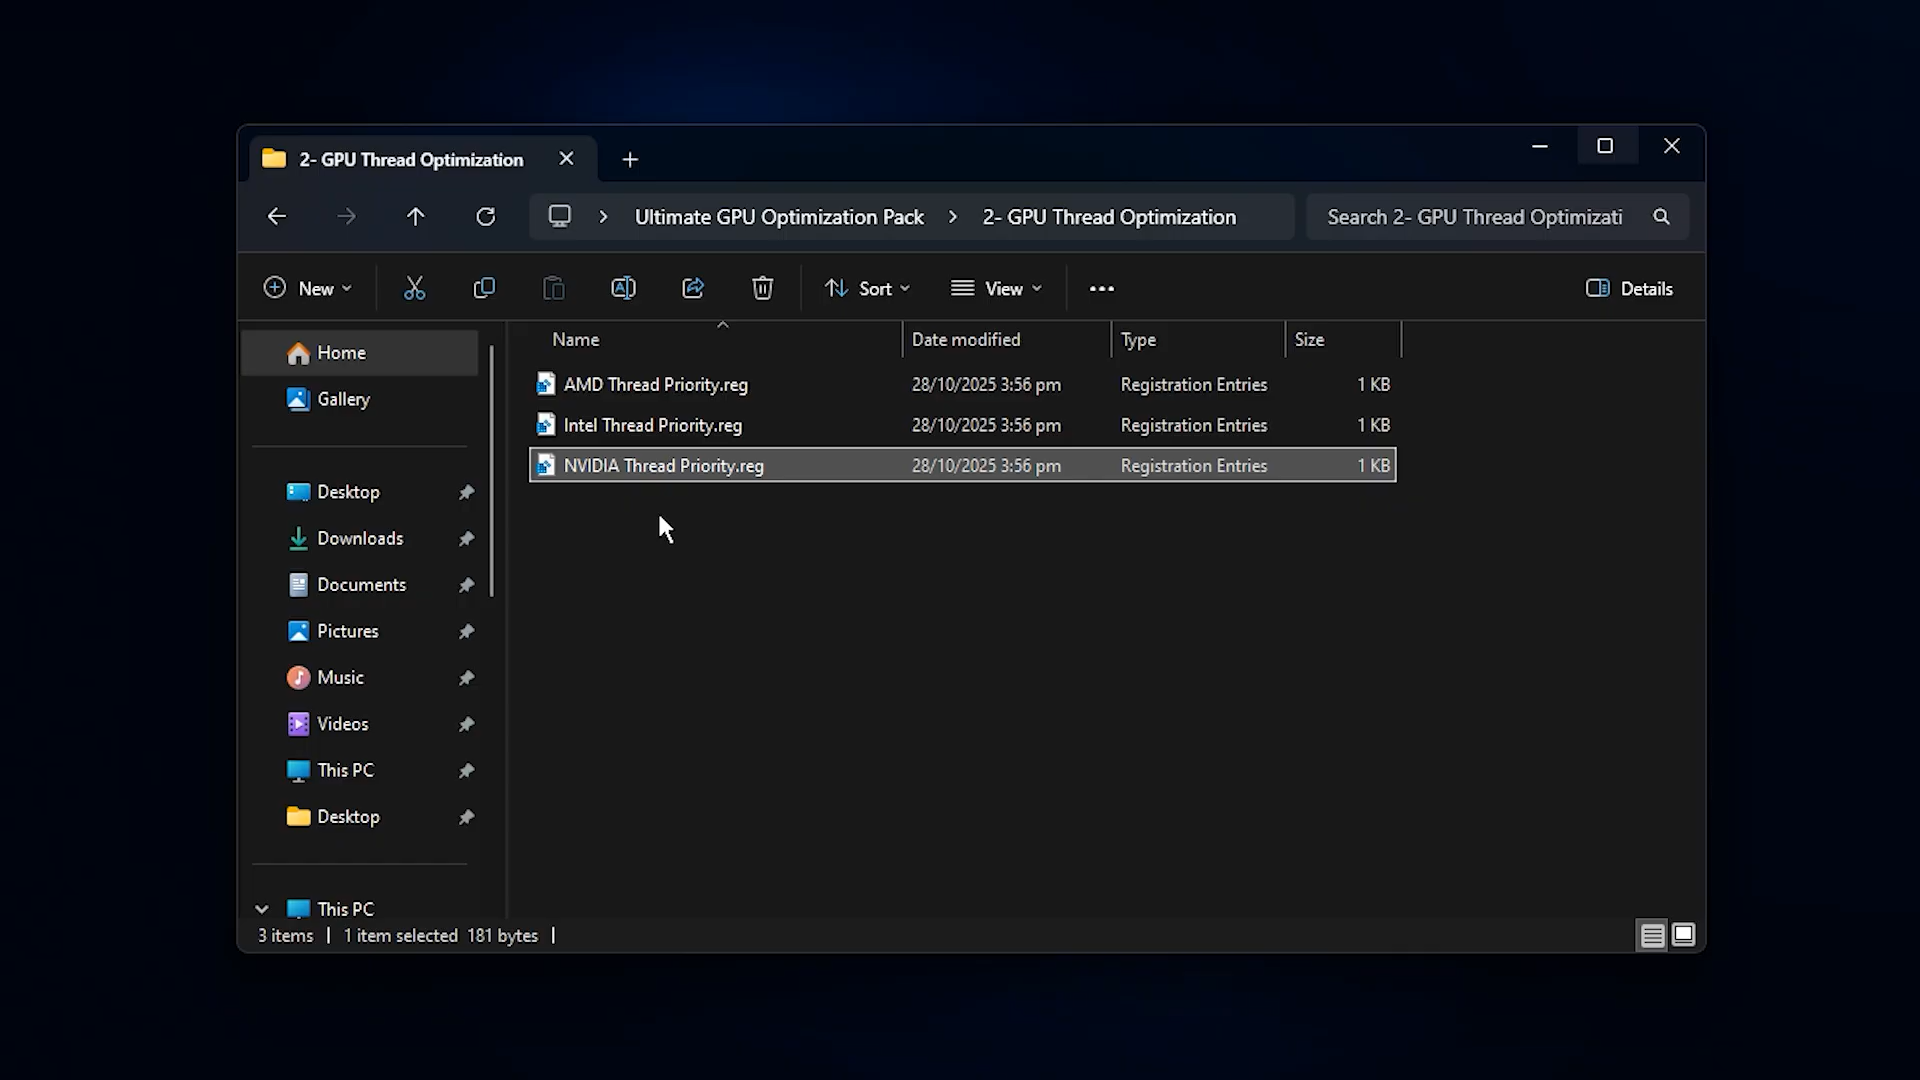 2- GPU Thread Optimization
Ultimate GPU Optimization Pack > 2- GPU Thread Optimization
Search 2- GPU Thread Optimizati
New
Sort
View
Details
Name Date modified Type Size
AMD Thread Priority.reg 28/10/2025 3:56 pm Registration Entries 1 KB
Intel Thread Priority.reg 28/10/2025 3:56 pm Registration Entries 1 KB
NVIDIA Thread Priority.reg 28/10/2025 3:56 pm Registration Entries 1 KB
Home
Gallery
Desktop
Downloads
Documents
Pictures
Music
Videos
This PC
Desktop
This PC
3 items | 1 item selected 181 bytes |